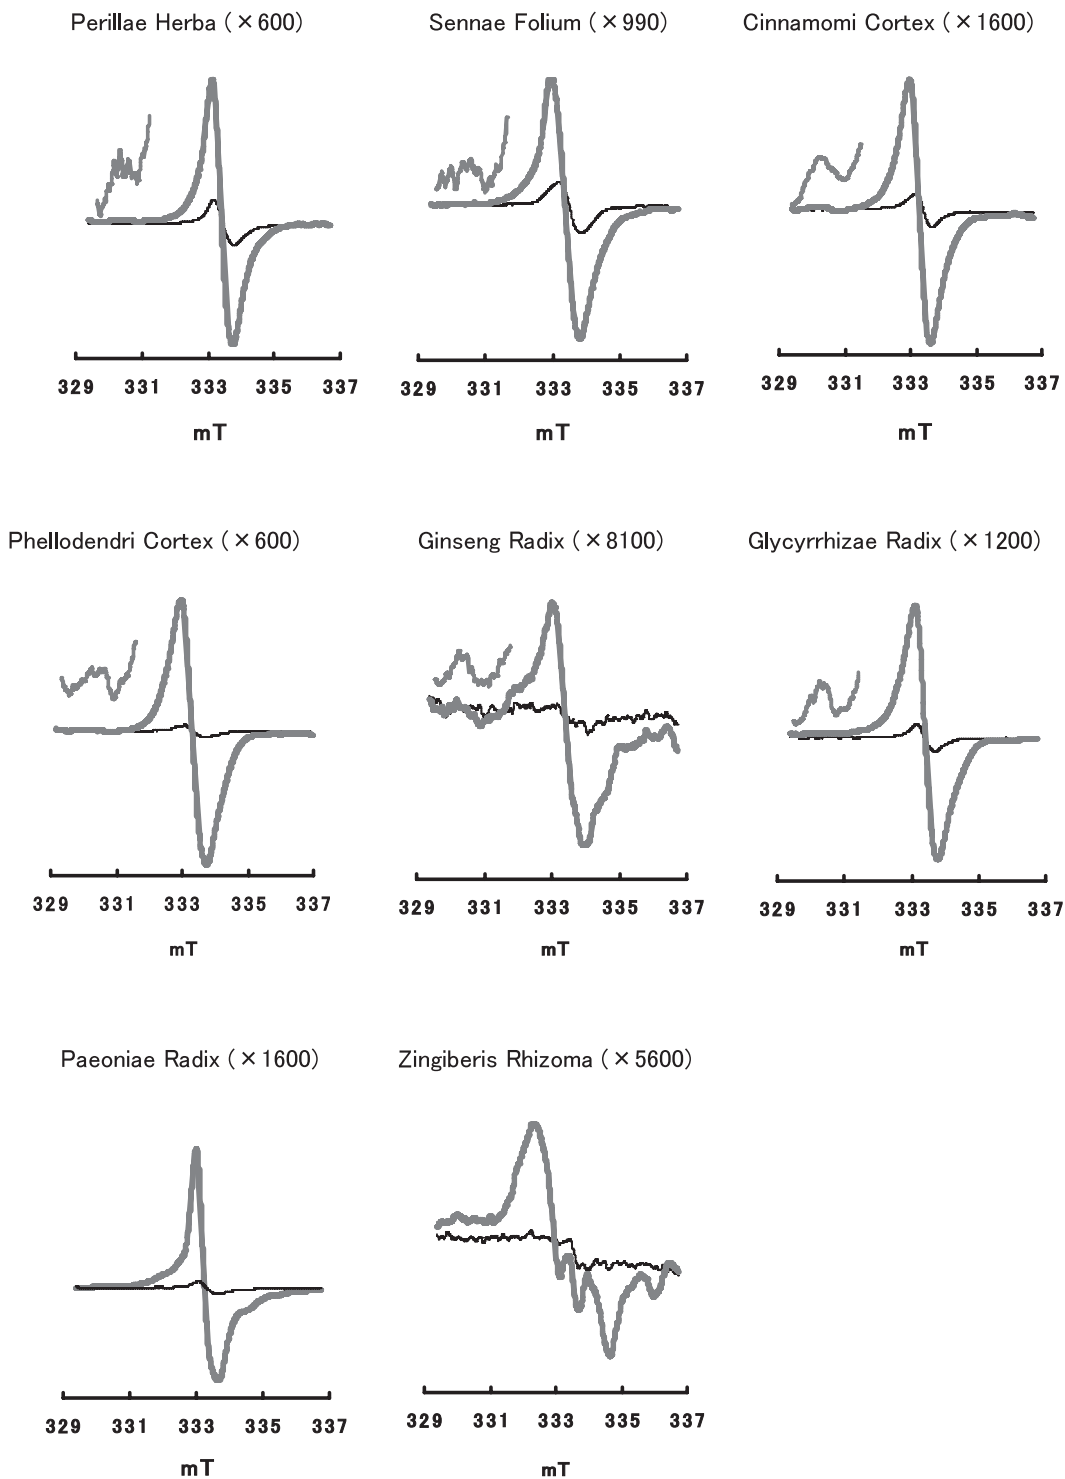 Perillae Herba (×600)
Sennae Folium (×990)
Cinnamomi Cortex (×1600)
329 331 333 335 337
mT
329 331 333 335 337
mT
329 331 333 335 337
mT
Phellodendri Cortex (×600)
Ginseng Radix (×8100)
Glycyrrhizae Radix (×1200)
329 331 333 335 337
mT
399 331 333 335 337
mT
329 331 333 335 337
mT
Paeoniae Radix (×1600)
Zingiberis Rhizoma (×5600)
329 331 333 335 337
mT
329 331 333 335 337
mT